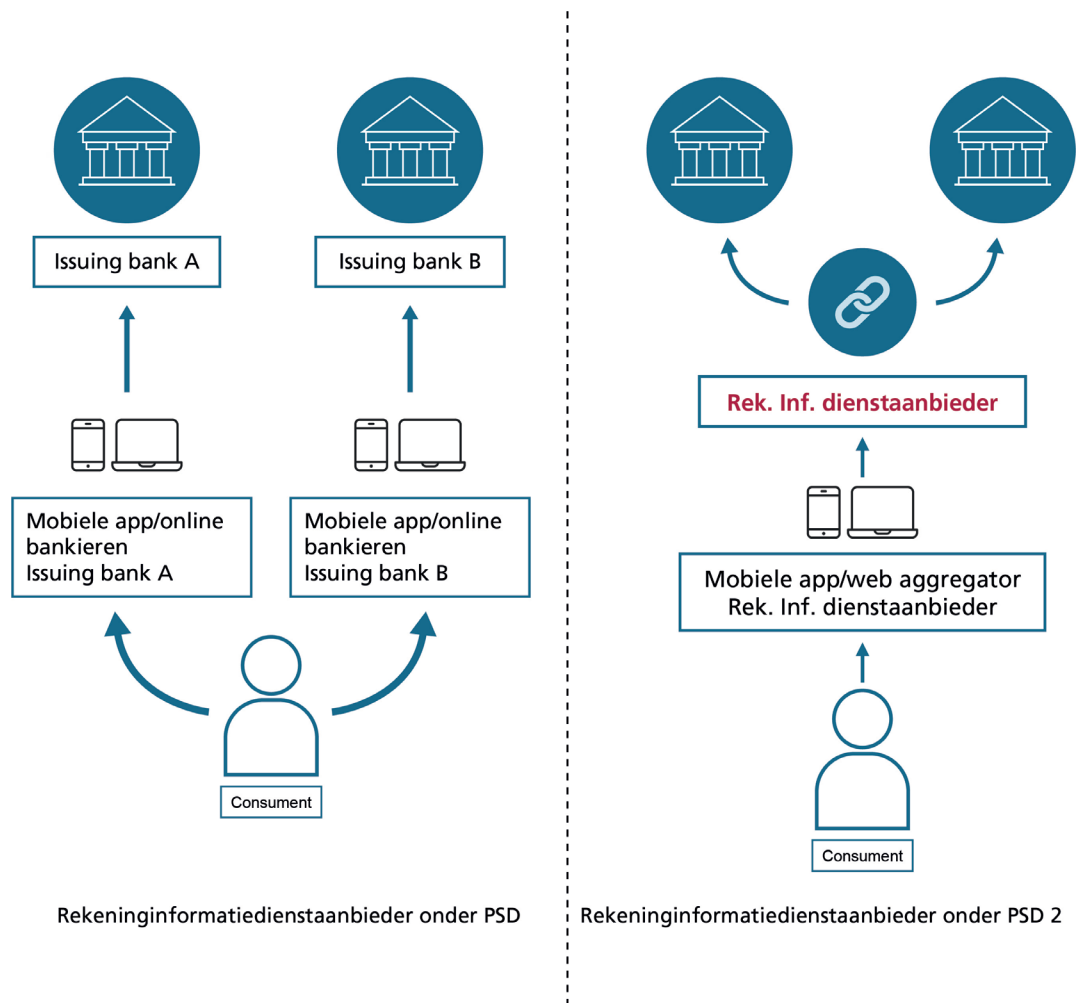 Issuing bank A
Issuing bank B
Mobiele app/online
bankieren
Issuing bank A
Mobiele app/online
bankieren
Issuing bank B
Consument
Rekeninginformatiedienstaanbieder onder PSD
Rek. Inf. dienstaanbieder
Mobiele app/web aggregator
Rek. Inf. dienstaanbieder
Consument
Rekeninginformatiedienstaanbieder onder PSD 2